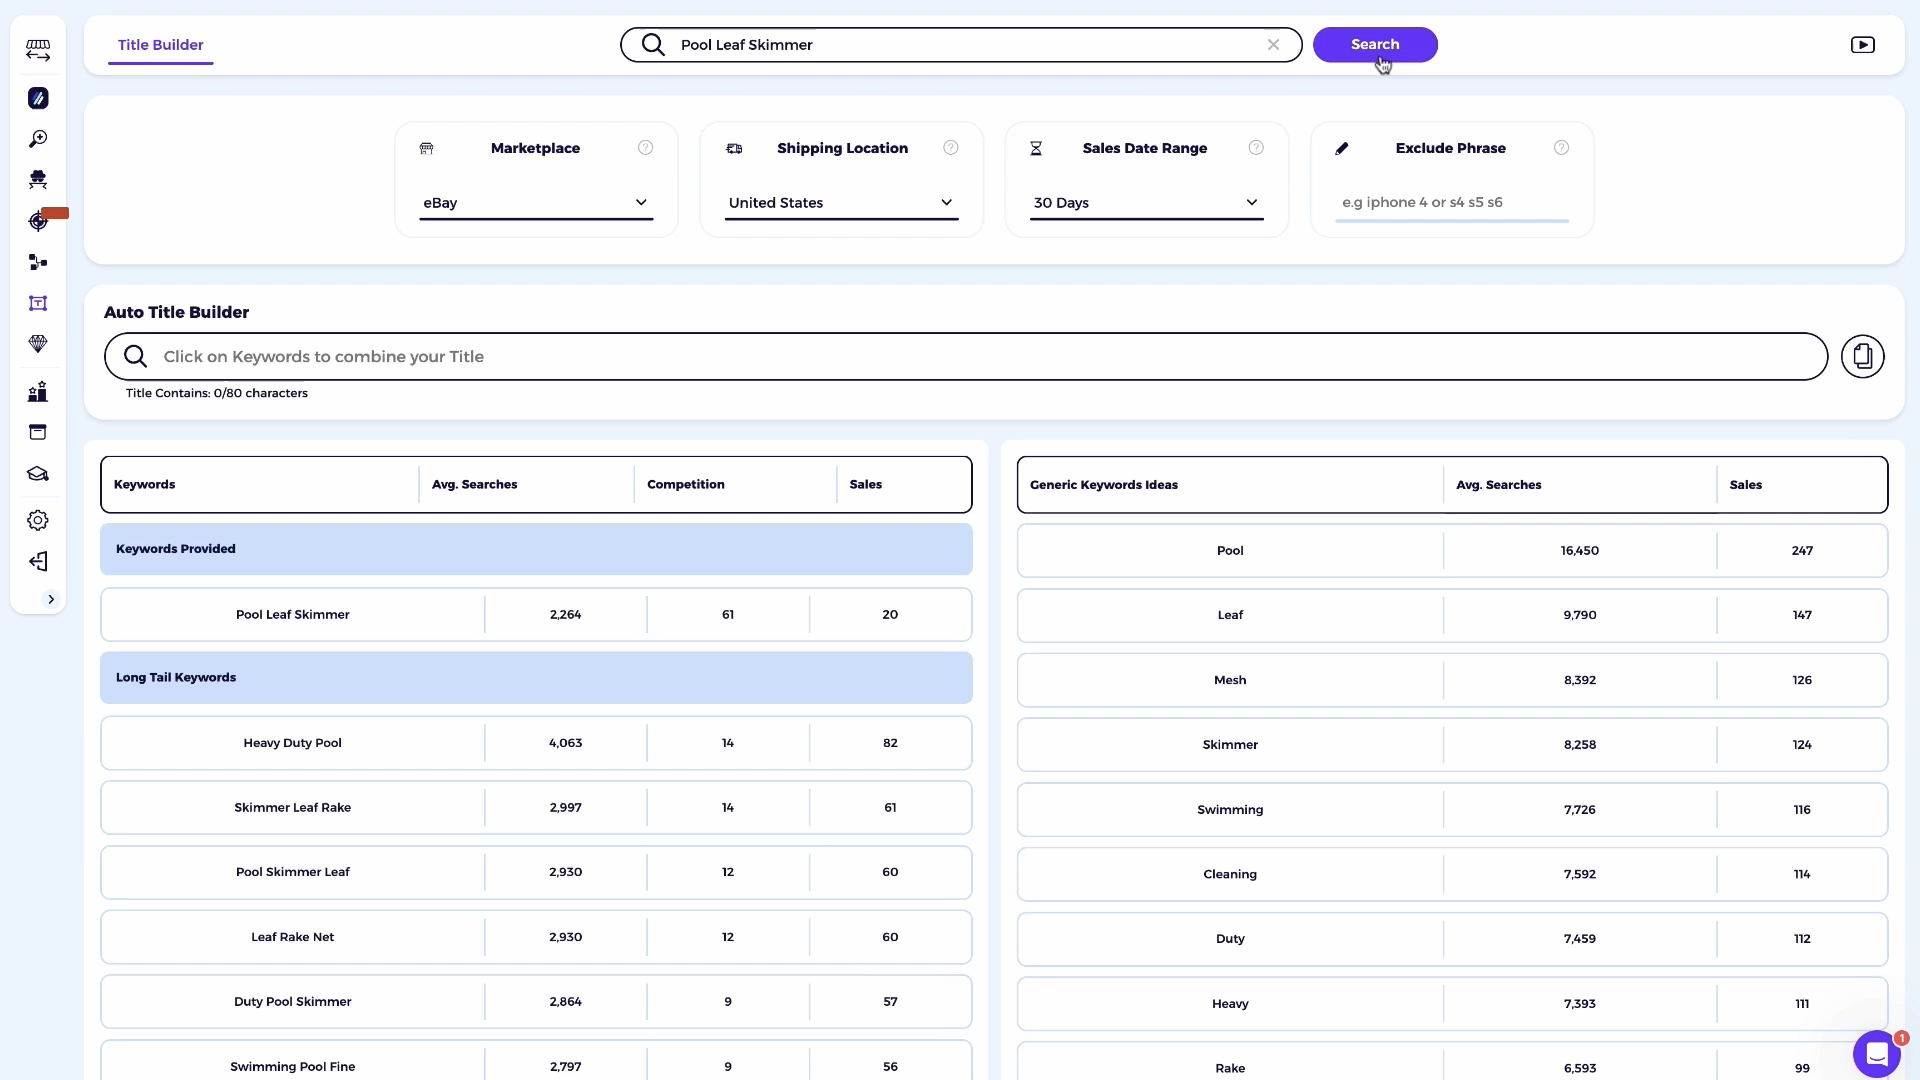 Title Builder
Pool Leaf Skimmer
Search
Marketplace
eBay
Shipping Location
United States
Sales Date Range
30 Days
Exclude Phrase
e.g iphone 4 or s4 s5 s6
Auto Title Builder
Click on Keywords to combine your Title
Title Contains: 0/80 characters
Keywords Avg. Searches Competition Sales
Keywords Provided
Pool Leaf Skimmer 2,264 61 20
Long Tail Keywords
Heavy Duty Pool 4,063 14 82
Skimmer Leaf Rake 2,997 14 61
Pool Skimmer Leaf 2,930 12 60
Leaf Rake Net 2,930 12 60
Duty Pool Skimmer 2,864 9 57
Swimming Pool Fine 2,797 9 56
Generic Keywords Ideas Avg. Searches Sales
Pool 16,450 247
Leaf 9,790 147
Mesh 8,392 126
Skimmer 8,258 124
Swimming 7,726 116
Cleaning 7,592 114
Duty 7,459 112
Heavy 7,393 111
Rake 6,593 99
1